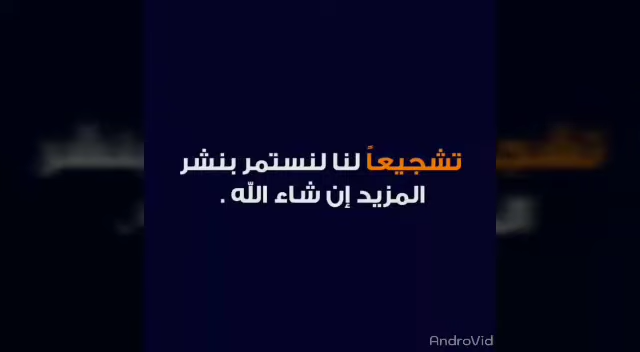 تشجيعاً لنا لنستمر بنشر
المزيد إن شاء الله .
AndroVid